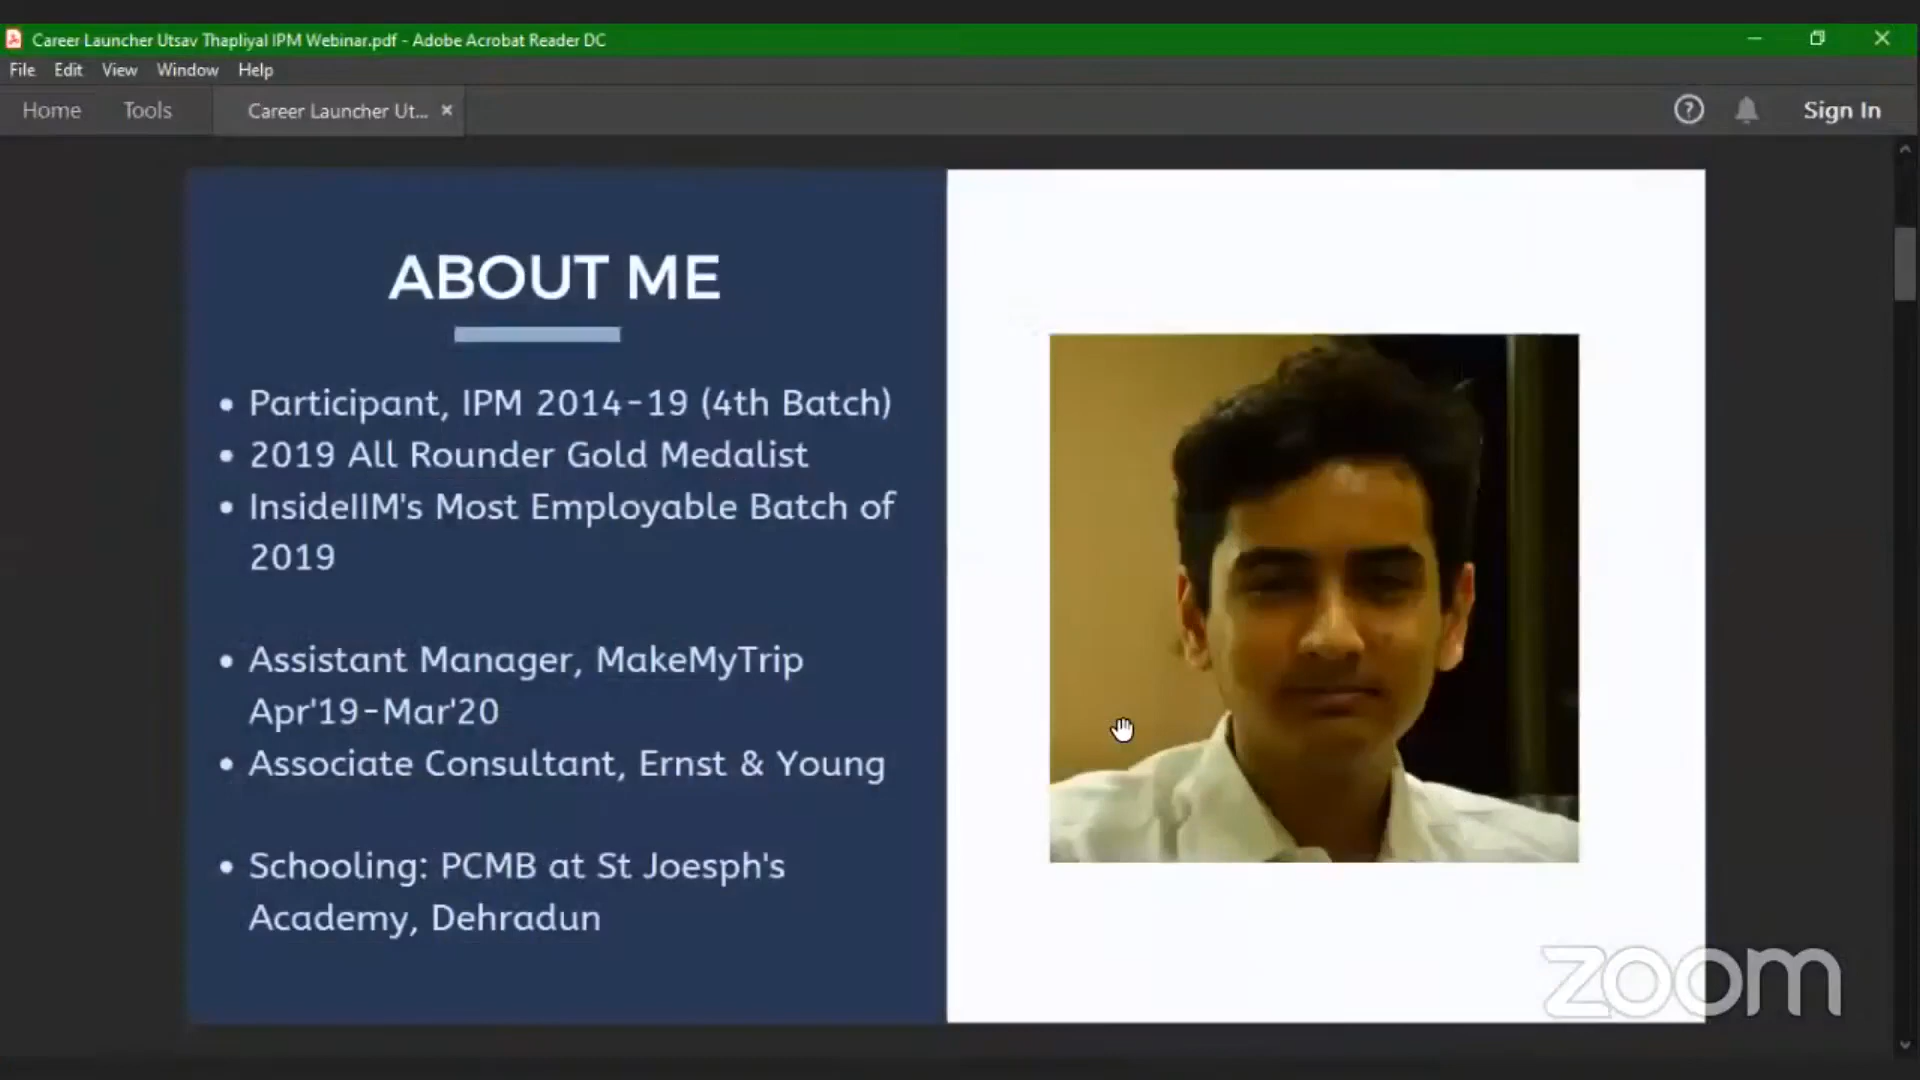 Career Launcher Utsav Thapliyal IPM Webinar.pdf - Adobe Acrobat Reader DC
File Edit View Window Help
Home Tools Career Launcher Ut... Sign In
ABOUT ME
• Participant, IPM 2014-19 (4th Batch)
• 2019 All Rounder Gold Medalist
• InsideIIM's Most Employable Batch of
2019
• Assistant Manager, MakeMyTrip
Apr'19-Mar'20
• Associate Consultant, Ernst & Young
• Schooling: PCMB at St Joesph's
Academy, Dehradun
zoom